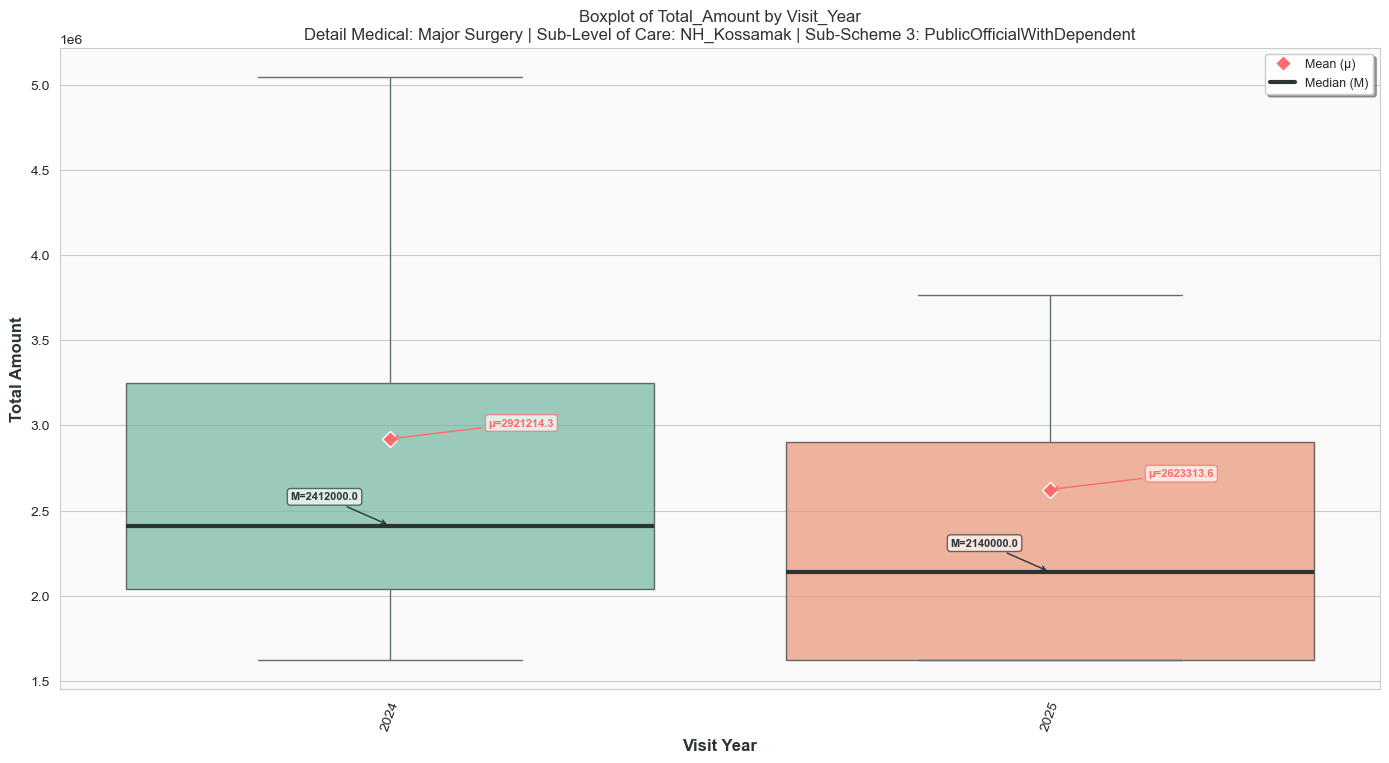 Boxplot of Total_Amount by Visit_Year
Detail Medical: Major Surgery | Sub-Level of Care: NH_Kossamak | Sub-Scheme 3: PublicOfficialWithDependent
1e6
Mean (μ)
Median (M)
5.0
4.5
4.0
3.5
3.0
2.5
2.0
1.5
Total Amount
μ=2921214.3
M=2412000.0
μ=2623313.6
M=2140000.0
2024
2025
Visit Year